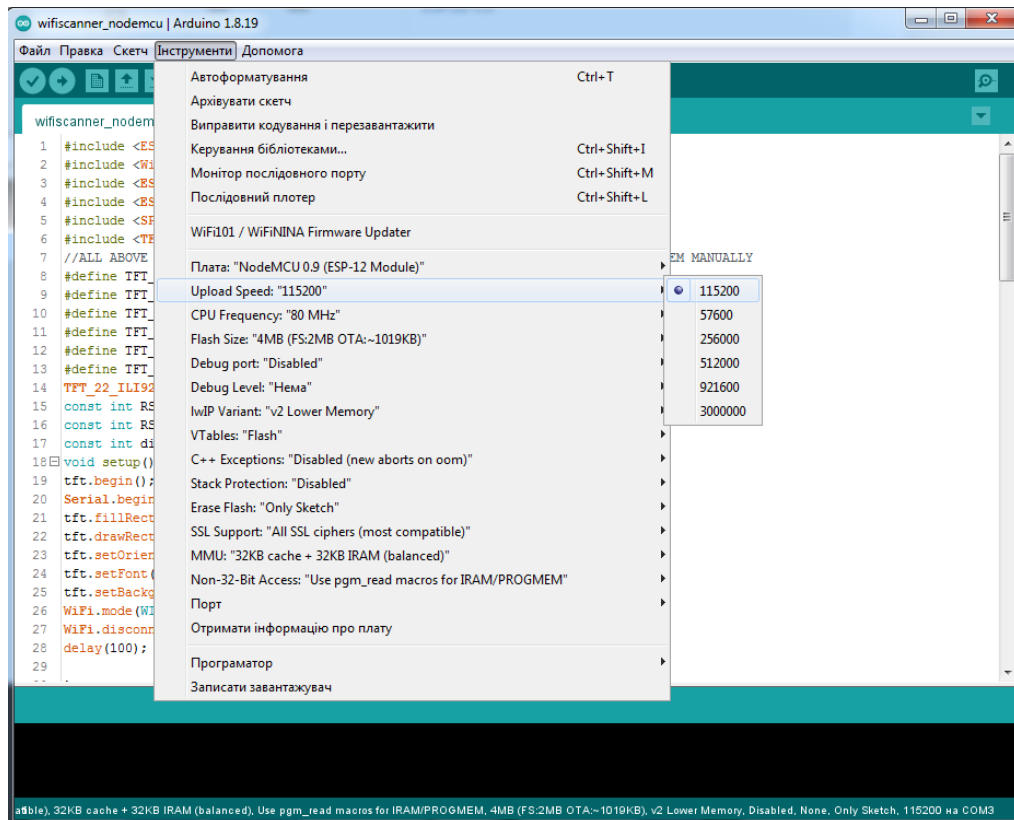 wifiscanner_nodemcu | Arduino 1.8.19
Файл Правка Скетч Інструменти Допомога
wifiscanner_nodem
Автоформатування Ctrl+T
Архівувати скетч
Виправити кодування і перезавантажити
Керування бібліотеками... Ctrl+Shift+I
Монітор послідовного порту Ctrl+Shift+M
Послідовний плотер Ctrl+Shift+L
WiFi101 / WiFiNINA Firmware Updater
Плата: "NodeMCU 0.9 (ESP-12 Module)"
Upload Speed: "115200"
CPU Frequency: "80 MHz"
Flash Size: "4MB (FS:2MB OTA:~1019KB)"
Debug port: "Disabled"
Debug Level: "Нема"
lwIP Variant: "v2 Lower Memory"
VTables: "Flash"
C++ Exceptions: "Disabled (new aborts on oom)"
Stack Protection: "Disabled"
Erase Flash: "Only Sketch"
SSL Support: "All SSL ciphers (most compatible)"
MMU: "32KB cache + 32KB IRAM (balanced)"
Non-32-Bit Access: "Use pgm_read macros for IRAM/PROGMEM"
Порт
Отримати інформацію про плату
Програматор
Записати завантажувач
115200
57600
256000
512000
921600
3000000
1 #include <ES
2 #include <Wi
3 #include <ES
4 #include <ES
5 #include <SP
6 #include <TF
7 //ALL ABOVE EM MANUALLY
8 #define TFT_
9 #define TFT_
10 #define TFT_
11 #define TFT_
12 #define TFT_
13 #define TFT_
14 TFT_22_ILI92
15 const int RS
16 const int RS
17 const int di
18 void setup()
19 tft.begin();
20 Serial.begin
21 tft.fillRect
22 tft.drawRect
23 tft.setOrien
24 tft.setFont(
25 tft.setBackg
26 WiFi.mode(WI
27 WiFi.disconn
28 delay(100);
29
atible), 32KB cache + 32KB IRAM (balanced), Use pgm_read macros for IRAM/PROGMEM, 4MB (FS:2MB OTA:~1019KB), v2 Lower Memory, Disabled, None, Only Sketch, 115200 на COM3